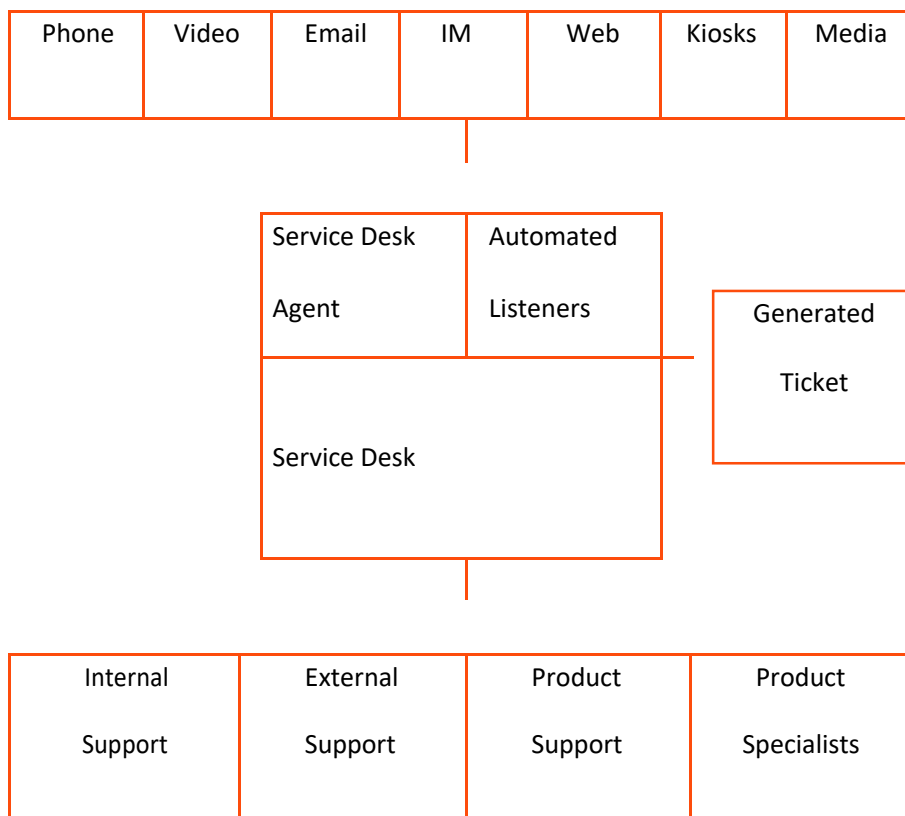 Phone Video Email IM Web Kiosks Media
Service Desk Automated
Agent Listeners
Generated
Ticket
Service Desk
Internal External Product Product
Support Support Support Specialists